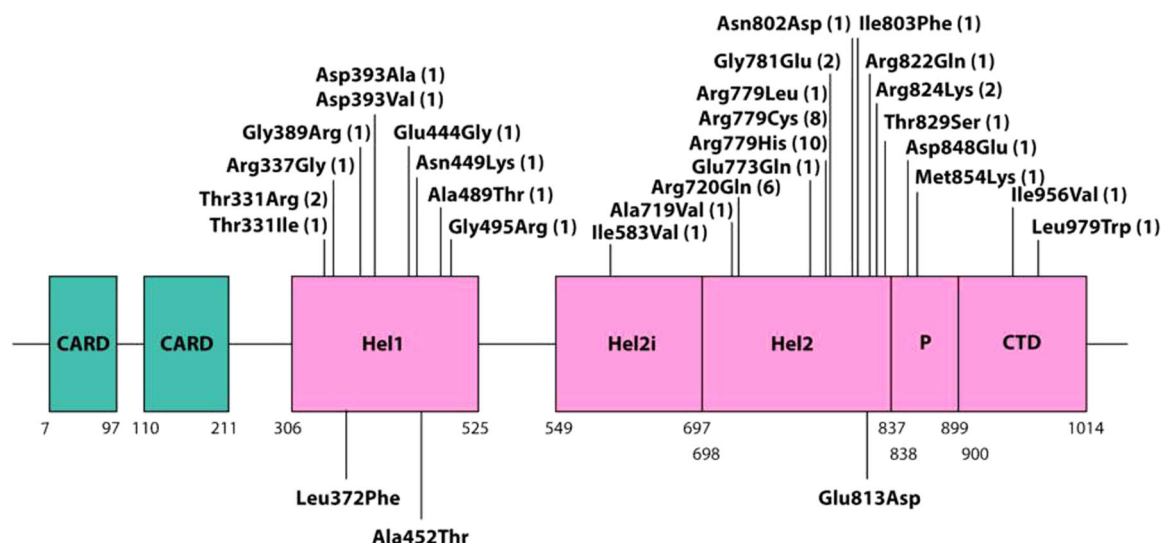 Asn802Asp (1) Ile803Phe (1)
Gly781Glu (2) Arg822Gln (1)
Asp393Ala (1)
Asp393Val (1)
Arg779Leu (1) Arg824Lys (2)
Arg779Cys (8) Thr829Ser (1)
Gly389Arg (1) Glu444Gly (1)
Arg779His (10) Asp848Glu (1)
Arg337Gly (1) Asn449Lys (1)
Glu773Gln (1) Met854Lys (1)
Thr331Arg (2) Ala489Thr (1)
Arg720Gln (6) Ile956Val (1)
Thr331Ile (1) Gly495Arg (1)
Ala719Val (1)
Ile583Val (1) Leu979Trp (1)
CARD CARD Hel1 Hel2i Hel2 P CTD
7 97 110 211 306 525 549 697 837 899 1014
698 838 900
Leu372Phe Glu813Asp
Ala452Thr